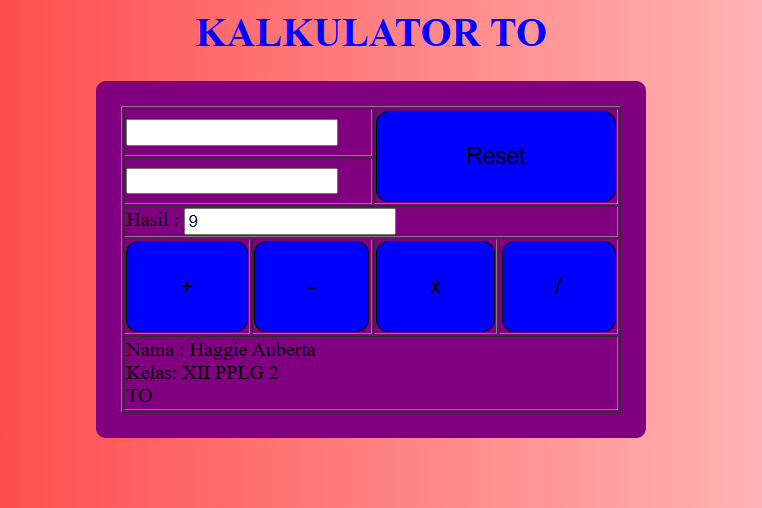 KALKULATOR TO
Reset
Hasil : 9
+ - x /
Nama : Haggie Auberta
Kelas: XII PPLG 2
TO